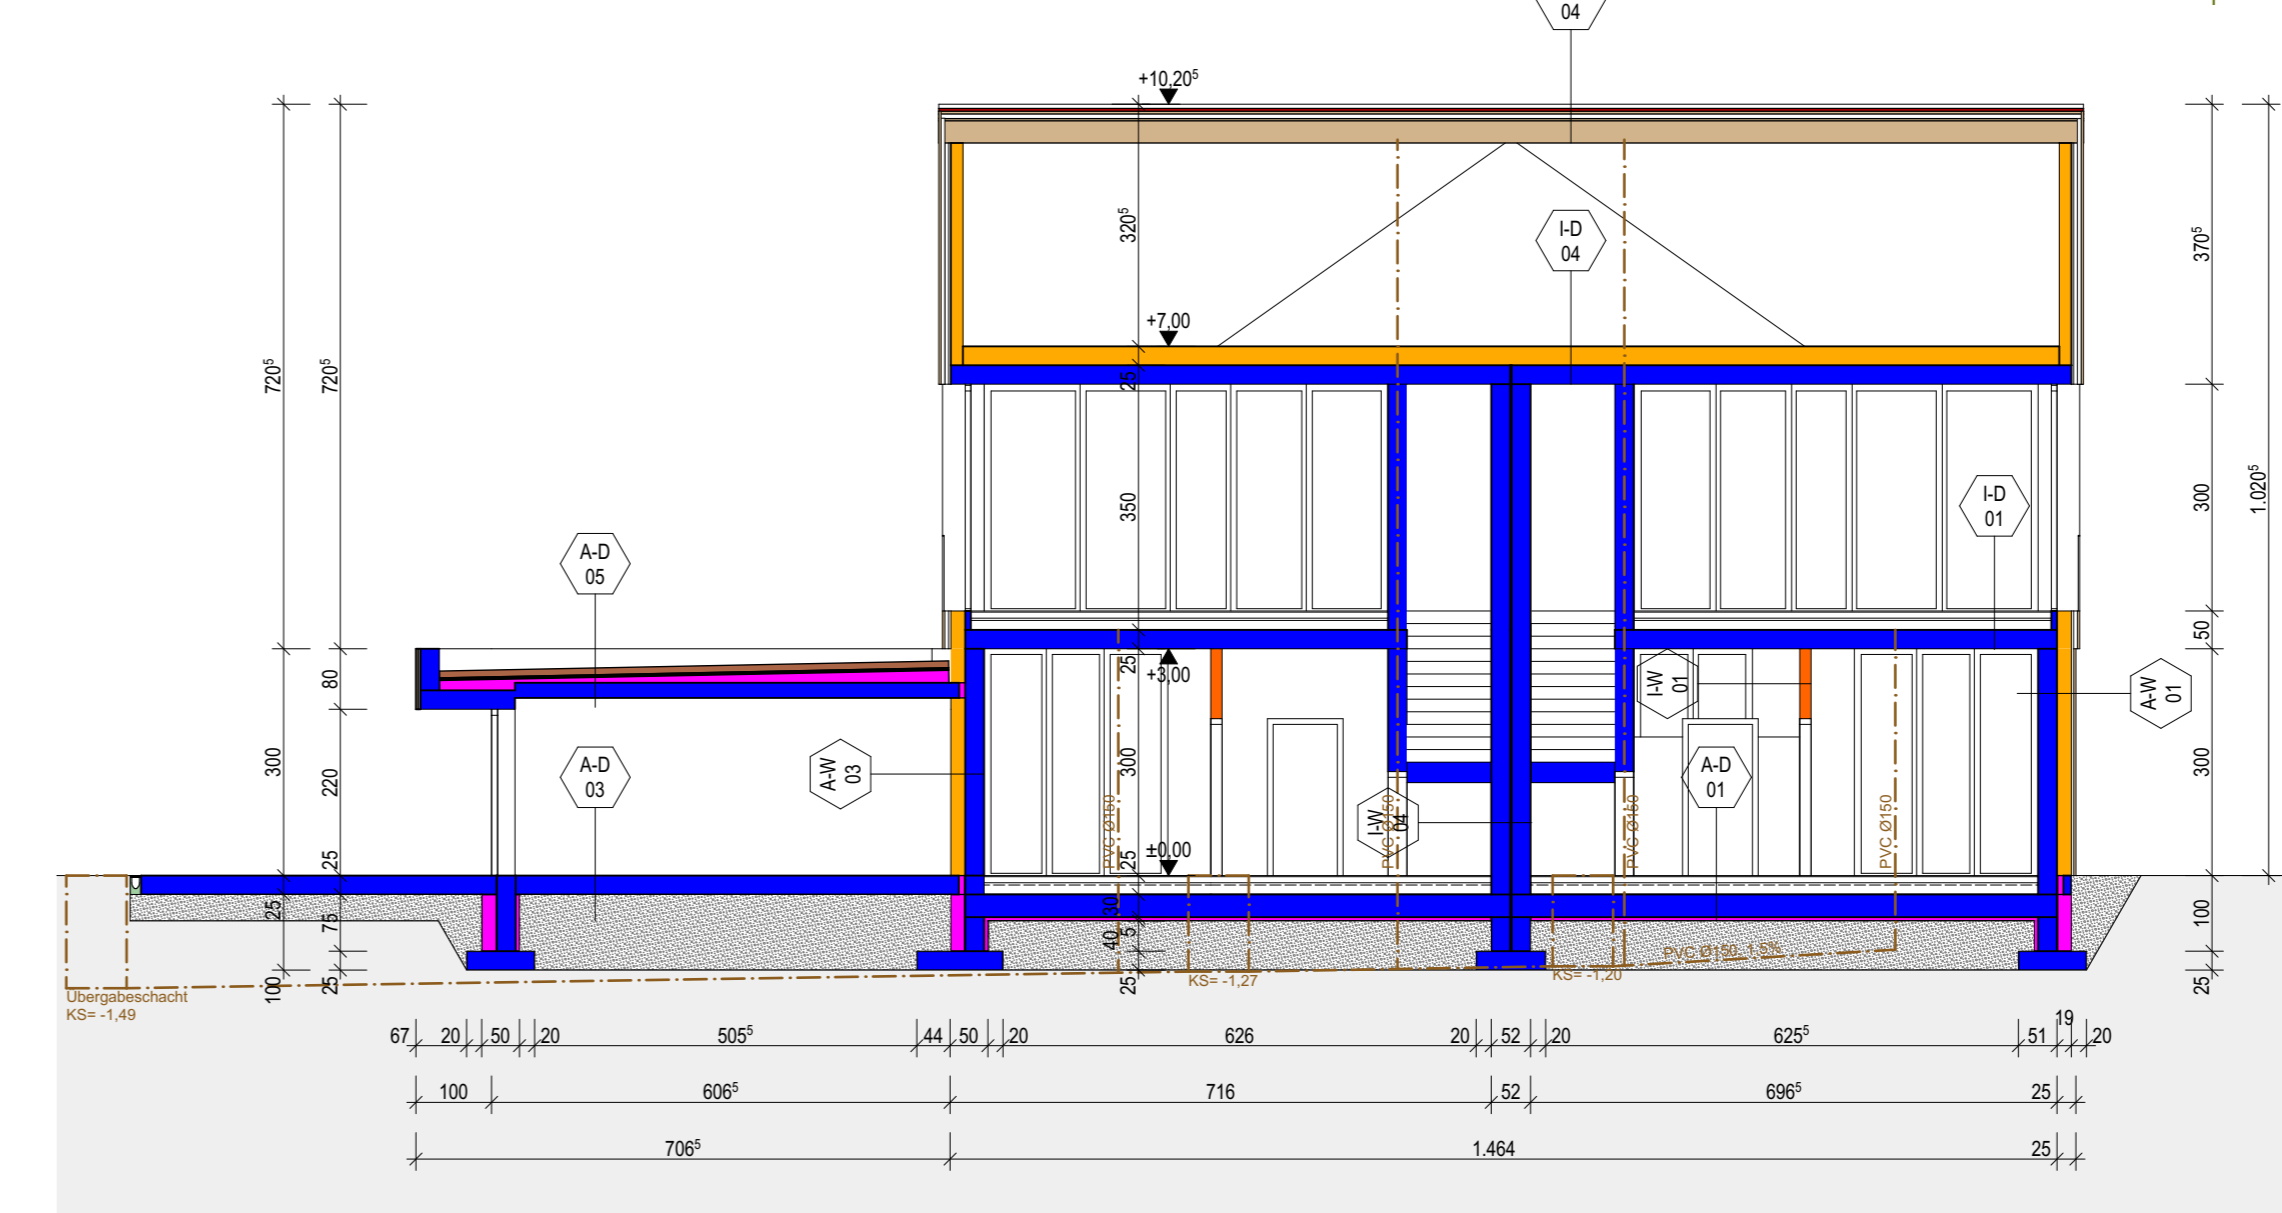 04
+10,20⁵
320⁵
370⁵
I-D
04
+7,00
720⁵
720⁵
25
1.020⁵
350
300
I-D
01
A-D
05
50
25
+3,00
80
I-W
01
A-W
01
300
220
A-D
03
A-W
03
300
A-D
01
300
PVC Ø150
PVC Ø150
PVC Ø150
PVC Ø150
I-W
04
25
25
±0,00
25
75
30
40
5
100
100
25
25
25
PVC Ø150, 1,5%
KS= -1,27
KS= -1,20
Übergabeschacht
KS= -1,49
67 20 50 20 505⁵ 44 50 20 626 20 52 20 625⁵ 51 19 20
100 606⁵ 716 52 696⁵ 25
706⁵ 1.464 25